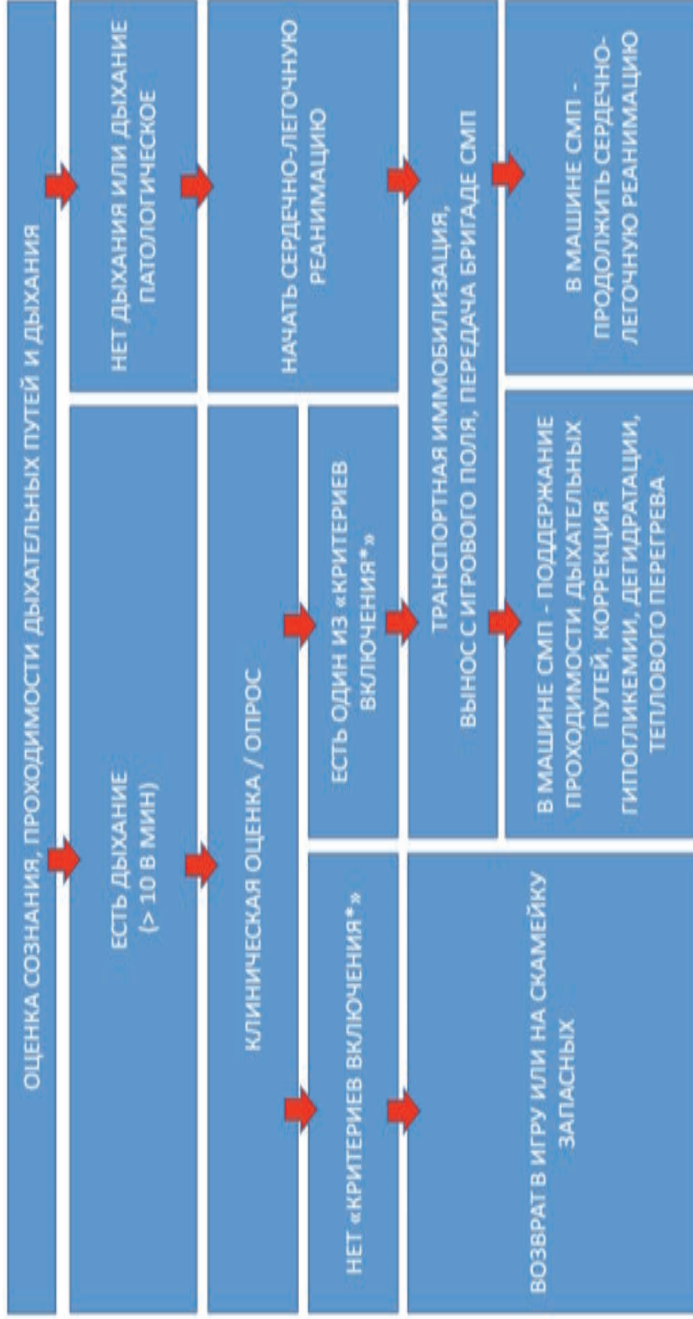 ОЦЕНКА СОЗНАНИЯ, ПРОХОДИМОСТИ ДЫХАТЕЛЬНЫХ ПУТЕЙ И ДЫХАНИЯ
ЕСТЬ ДЫХАНИЕ
(> 10 В МИН)
НЕТ ДЫХАНИЯ ИЛИ ДЫХАНИЕ
ПАТОЛОГИЧЕСКОЕ
КЛИНИЧЕСКАЯ ОЦЕНКА / ОПРОС
НАЧАТЬ СЕРДЕЧНО-ЛЕГОЧНУЮ
РЕАНИМАЦИЮ
НЕТ «КРИТЕРИЕВ ВКЛЮЧЕНИЯ*»
ЕСТЬ ОДИН ИЗ «КРИТЕРИЕВ
ВКЛЮЧЕНИЯ*»
ВОЗВРАТ В ИГРУ ИЛИ НА СКАМЕЙКУ
ЗАПАСНЫХ
ТРАНСПОРТНАЯ ИММОБИЛИЗАЦИЯ,
ВЫНОС С ИГРОВОГО ПОЛЯ, ПЕРЕДАЧА БРИГАДЕ СМП
В МАШИНЕ СМП - ПОДДЕРЖАНИЕ
ПРОХОДИМОСТИ ДЫХАТЕЛЬНЫХ
ПУТЕЙ, КОРРЕКЦИЯ
ГИПОГЛИКЕМИИ, ДЕГИДРАТАЦИИ,
ТЕПЛОВОГО ПЕРЕГРЕВА
В МАШИНЕ СМП -
ПРОДОЛЖИТЬ СЕРДЕЧНО-
ЛЕГОЧНУЮ РЕАНИМАЦИЮ